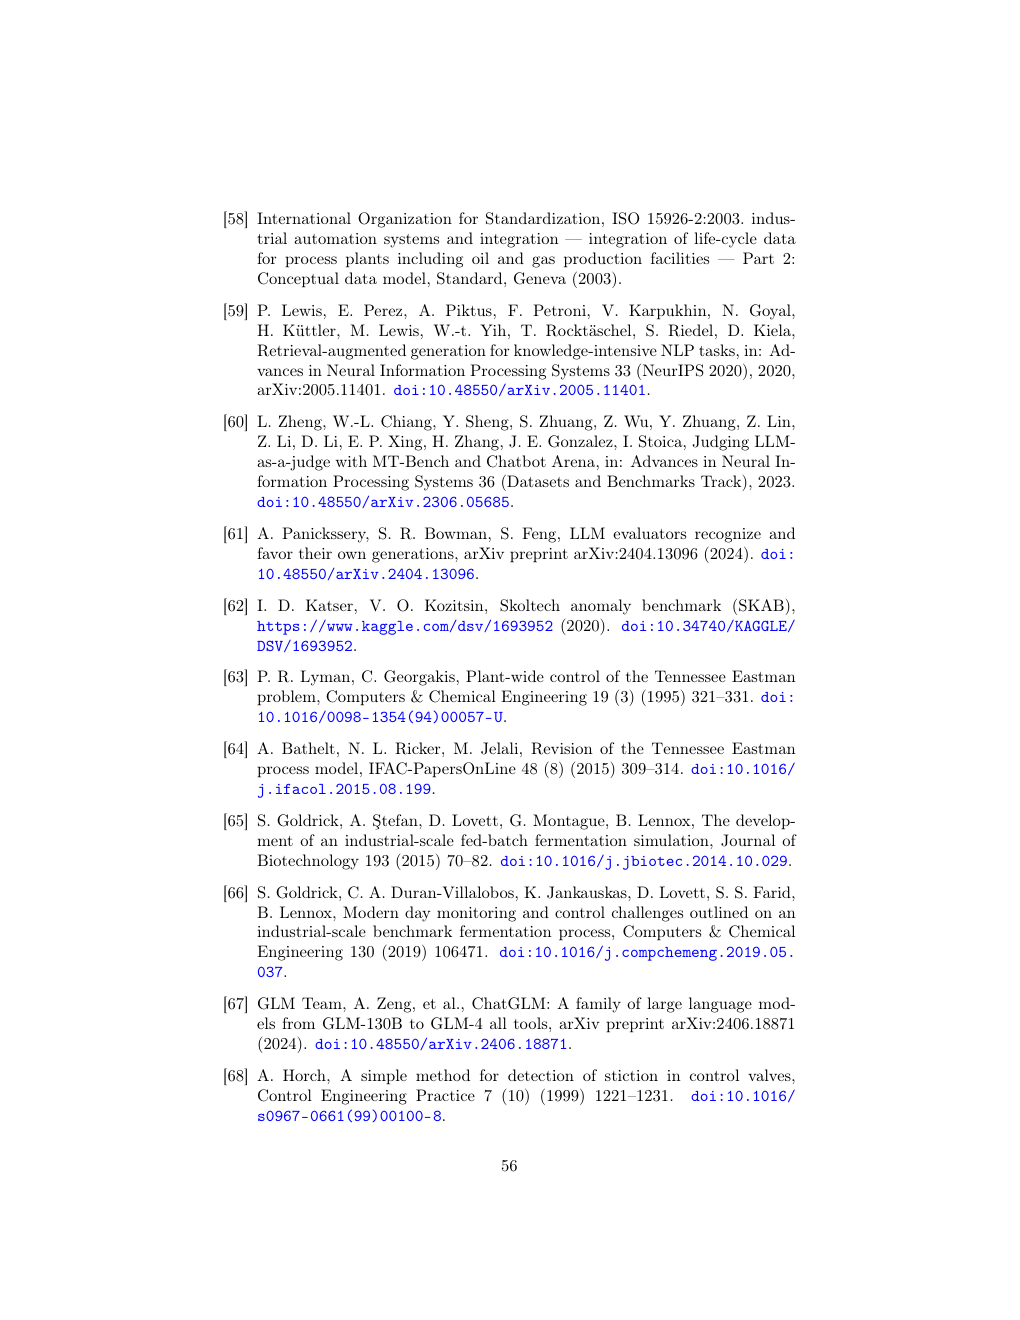 [58] International Organization for Standardization, ISO 15926-2:2003. indus-
trial automation systems and integration — integration of life-cycle data
for process plants including oil and gas production facilities — Part 2:
Conceptual data model, Standard, Geneva (2003).
[59] P. Lewis, E. Perez, A. Piktus, F. Petroni, V. Karpukhin, N. Goyal,
H. Küttler, M. Lewis, W.-t. Yih, T. Rocktäschel, S. Riedel, D. Kiela,
Retrieval-augmented generation for knowledge-intensive NLP tasks, in: Ad-
vances in Neural Information Processing Systems 33 (NeurIPS 2020), 2020,
arXiv:2005.11401. doi:10.48550/arXiv.2005.11401.
[60] L. Zheng, W.-L. Chiang, Y. Sheng, S. Zhuang, Z. Wu, Y. Zhuang, Z. Lin,
Z. Li, D. Li, E. P. Xing, H. Zhang, J. E. Gonzalez, I. Stoica, Judging LLM-
as-a-judge with MT-Bench and Chatbot Arena, in: Advances in Neural In-
formation Processing Systems 36 (Datasets and Benchmarks Track), 2023.
doi:10.48550/arXiv.2306.05685.
[61] A. Panickssery, S. R. Bowman, S. Feng, LLM evaluators recognize and
favor their own generations, arXiv preprint arXiv:2404.13096 (2024). doi:
10.48550/arXiv.2404.13096.
[62] I. D. Katser, V. O. Kozitsin, Skoltech anomaly benchmark (SKAB),
https://www.kaggle.com/dsv/1693952 (2020). doi:10.34740/KAGGLE/
DSV/1693952.
[63] P. R. Lyman, C. Georgakis, Plant-wide control of the Tennessee Eastman
problem, Computers & Chemical Engineering 19 (3) (1995) 321–331. doi:
10.1016/0098-1354(94)00057-U.
[64] A. Bathelt, N. L. Ricker, M. Jelali, Revision of the Tennessee Eastman
process model, IFAC-PapersOnLine 48 (8) (2015) 309–314. doi:10.1016/
j.ifacol.2015.08.199.
[65] S. Goldrick, A. Ştefan, D. Lovett, G. Montague, B. Lennox, The develop-
ment of an industrial-scale fed-batch fermentation simulation, Journal of
Biotechnology 193 (2015) 70–82. doi:10.1016/j.jbiotec.2014.10.029.
[66] S. Goldrick, C. A. Duran-Villalobos, K. Jankauskas, D. Lovett, S. S. Farid,
B. Lennox, Modern day monitoring and control challenges outlined on an
industrial-scale benchmark fermentation process, Computers & Chemical
Engineering 130 (2019) 106471. doi:10.1016/j.compchemeng.2019.05.
037.
[67] GLM Team, A. Zeng, et al., ChatGLM: A family of large language mod-
els from GLM-130B to GLM-4 all tools, arXiv preprint arXiv:2406.18871
(2024). doi:10.48550/arXiv.2406.18871.
[68] A. Horch, A simple method for detection of stiction in control valves,
Control Engineering Practice 7 (10) (1999) 1221–1231. doi:10.1016/
s0967-0661(99)00100-8.
56